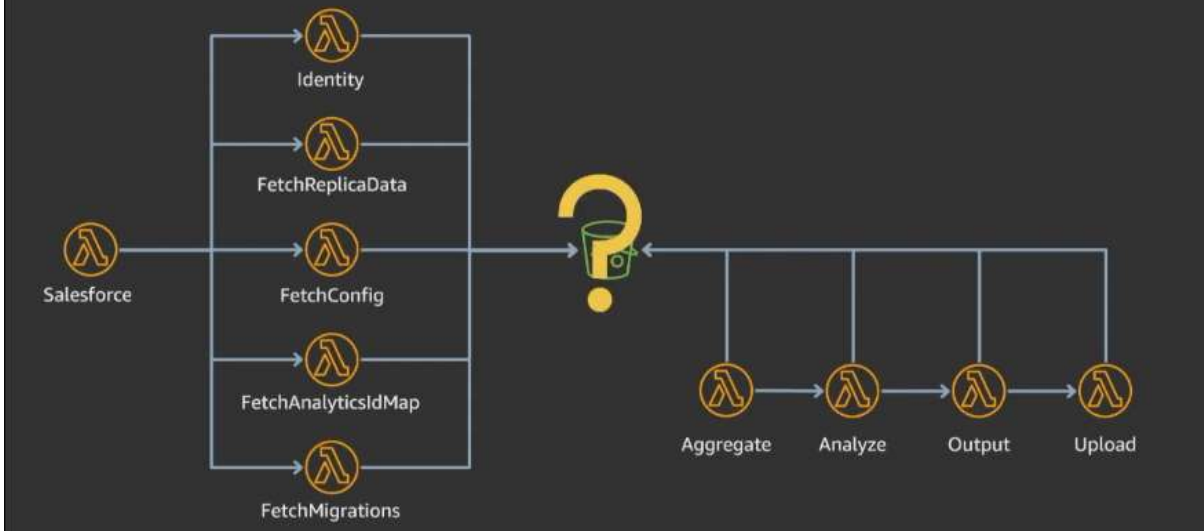 Identity
FetchReplicaData
Salesforce
FetchConfig
FetchAnalyticsIdMap
FetchMigrations
?
Aggregate
Analyze
Output
Upload